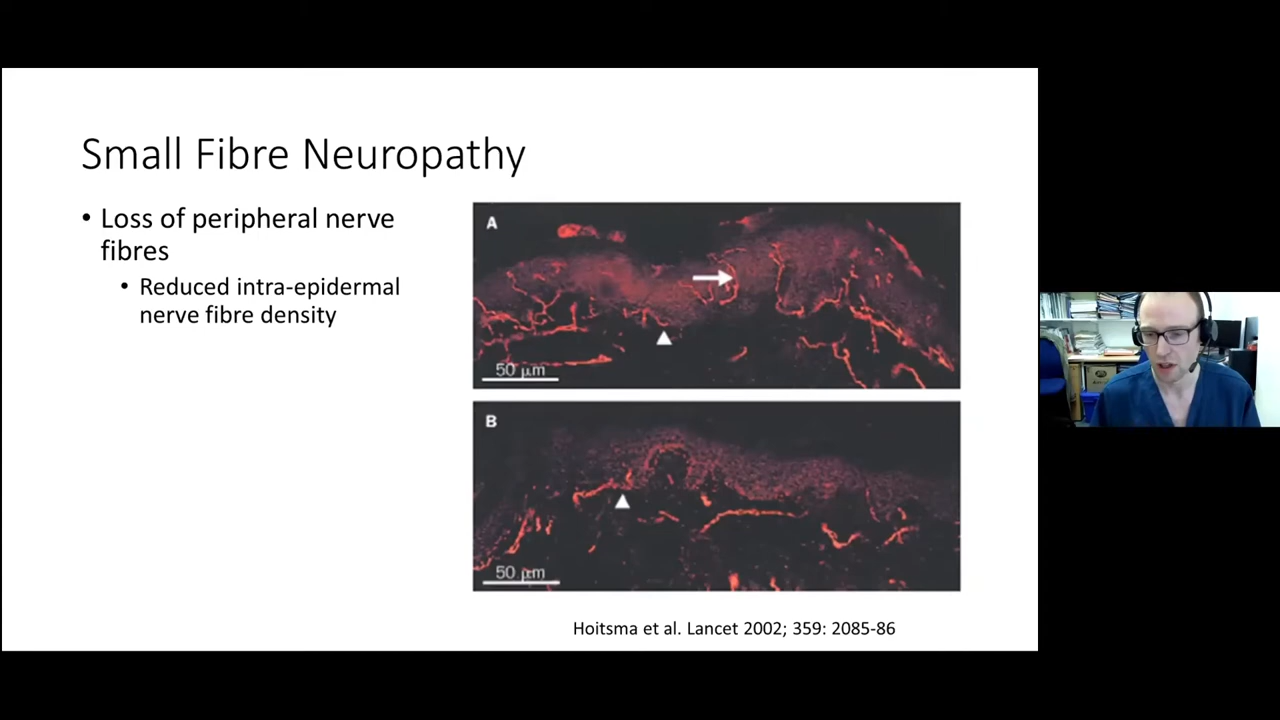 Small Fibre Neuropathy
• Loss of peripheral nerve
fibres
• Reduced intra-epidermal
nerve fibre density
A
50 μm
B
50 μm
Hoitsma et al. Lancet 2002; 359: 2085-86